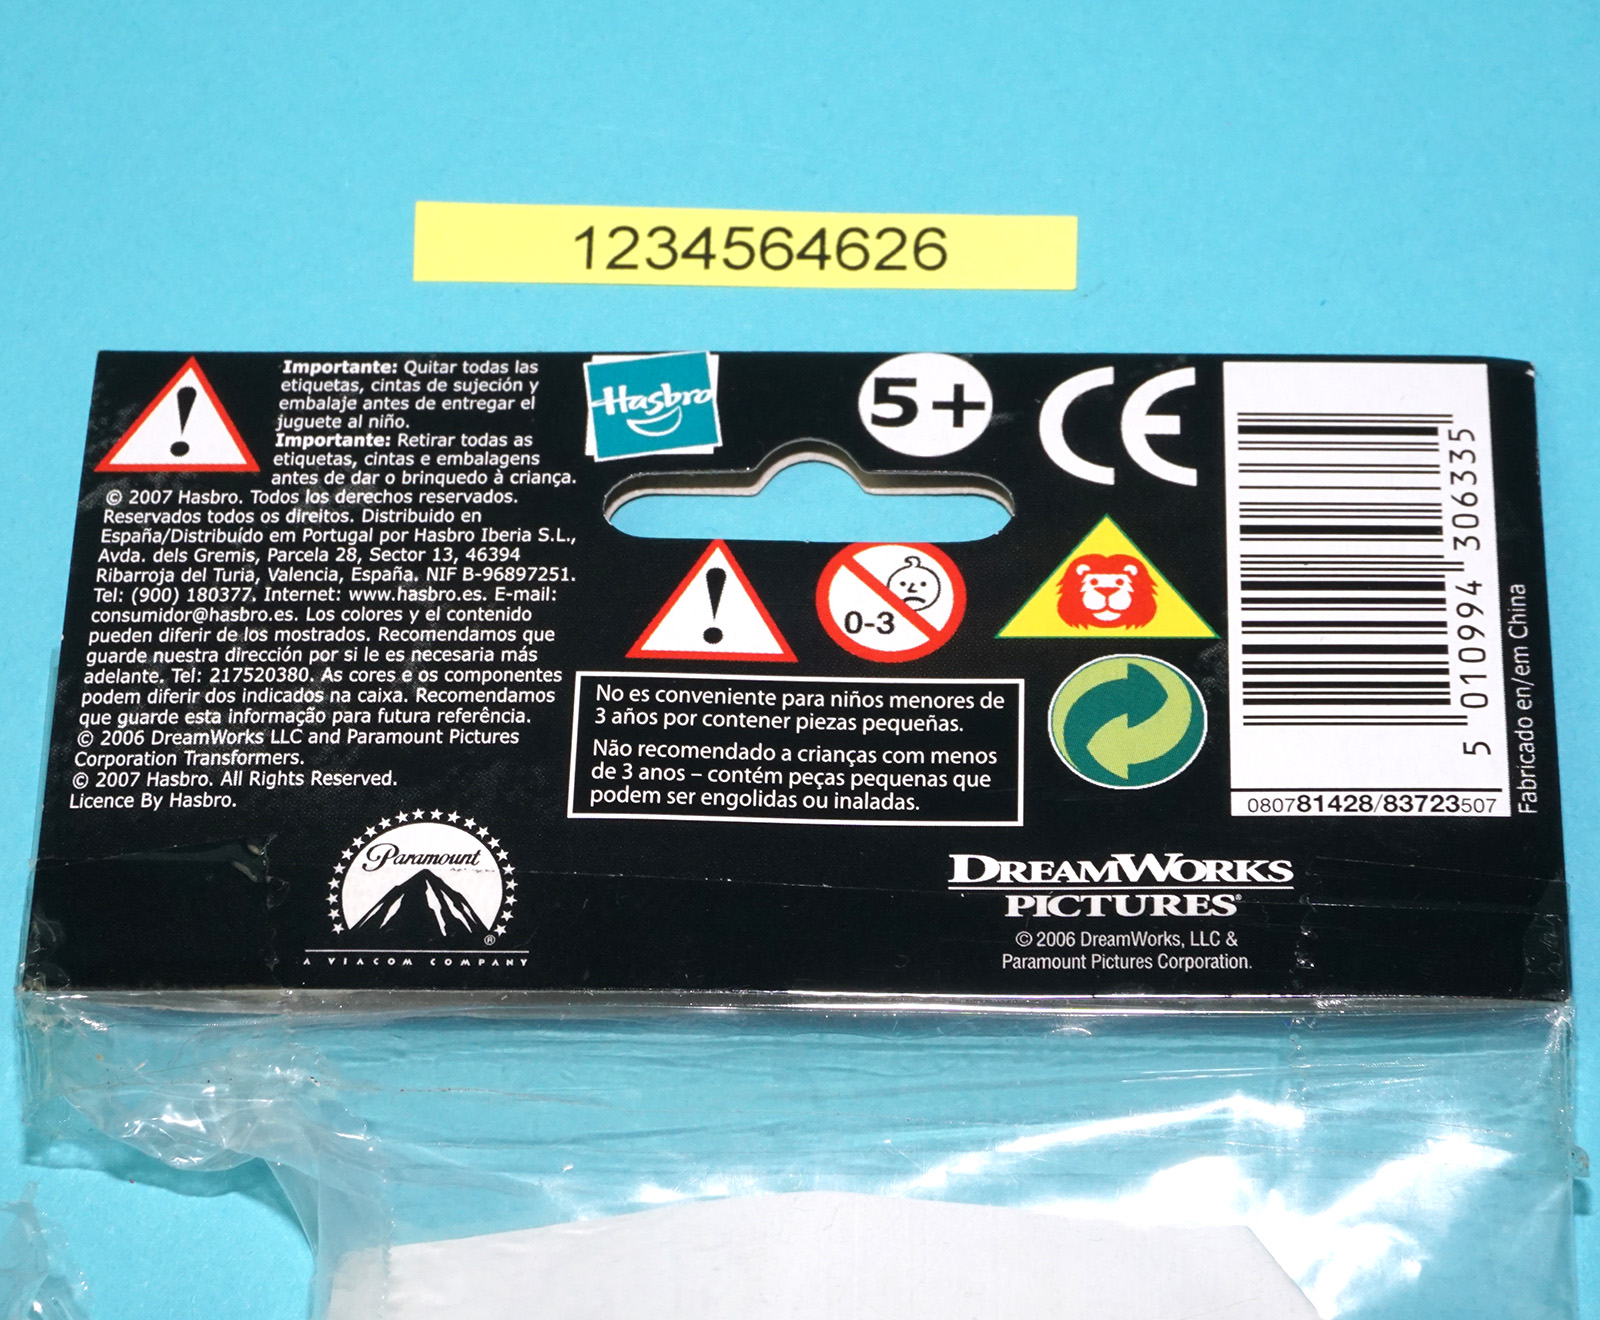 1234564626
Importante: Quitar todas las
etiquetas, cintas de sujeción y
embalaje antes de entregar el
juguete al niño.
Importante: Retirar todas as
etiquetas, cintas e embalagens
antes de dar o brinquedo à criança.
© 2007 Hasbro. Todos los derechos reservados.
Reservados todos os direitos. Distribuido en
España/Distribuído em Portugal por Hasbro Iberia S.L.,
Avda. dels Gremis, Parcela 28, Sector 13, 46394
Ribarroja del Turia, Valencia, España. NIF B-96897251.
Tel: (900) 180377. Internet: www.hasbro.es. E-mail:
consumidor@hasbro.es. Los colores y el contenido
pueden diferir de los mostrados. Recomendamos que
guarde nuestra dirección por si le es necesaria más
adelante. Tel: 217520380. As cores e os componentes
podem diferir dos indicados na caixa. Recomendamos
que guarde esta informação para futura referência.
© 2006 DreamWorks LLC and Paramount Pictures
Corporation Transformers.
© 2007 Hasbro. All Rights Reserved.
Licence By Hasbro.
Hasbro
5+
CE
0-3
No es conveniente para niños menores de
3 años por contener piezas pequeñas.
Não recomendado a crianças com menos
de 3 anos – contém peças pequenas que
podem ser engolidas ou inaladas.
5 010994 306335
080781428/83723507
Fabricado en/em China
Paramount
®
A VIACOM COMPANY
DREAMWORKS
PICTURES®
© 2006 DreamWorks, LLC &
Paramount Pictures Corporation.